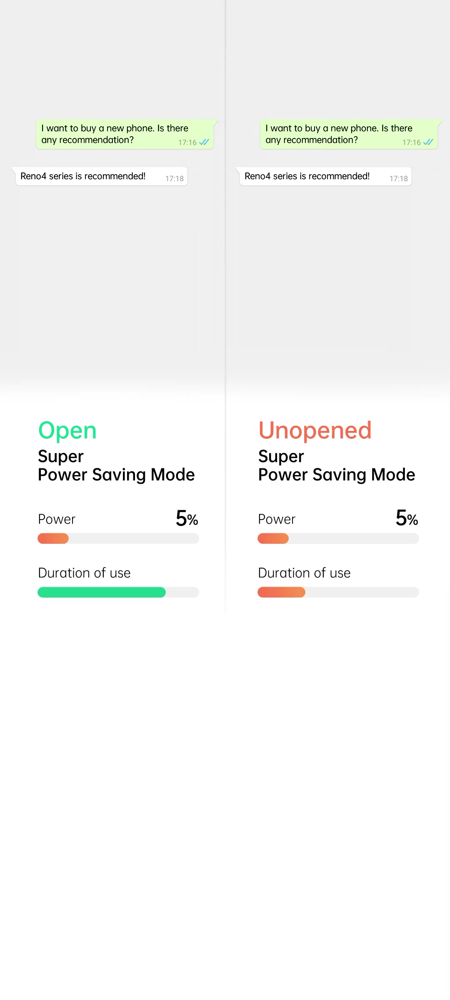 I want to buy a new phone. Is there
any recommendation?
17:16
Reno4 series is recommended!
17:18
I want to buy a new phone. Is there
any recommendation?
17:16
Reno4 series is recommended!
17:18
Open
Super
Power Saving Mode
Power 5%
Duration of use
Unopened
Super
Power Saving Mode
Power 5%
Duration of use